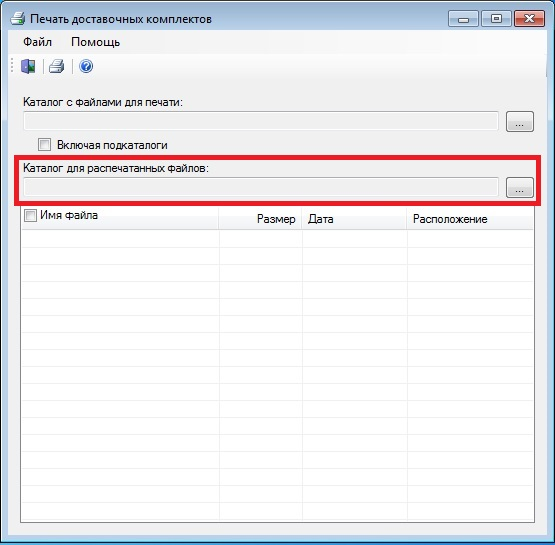 Печать доставочных комплектов
Файл Помощь
Каталог с файлами для печати:
...
Включая подкаталоги
Каталог для распечатанных файлов:
...
Имя файла Размер Дата Расположение